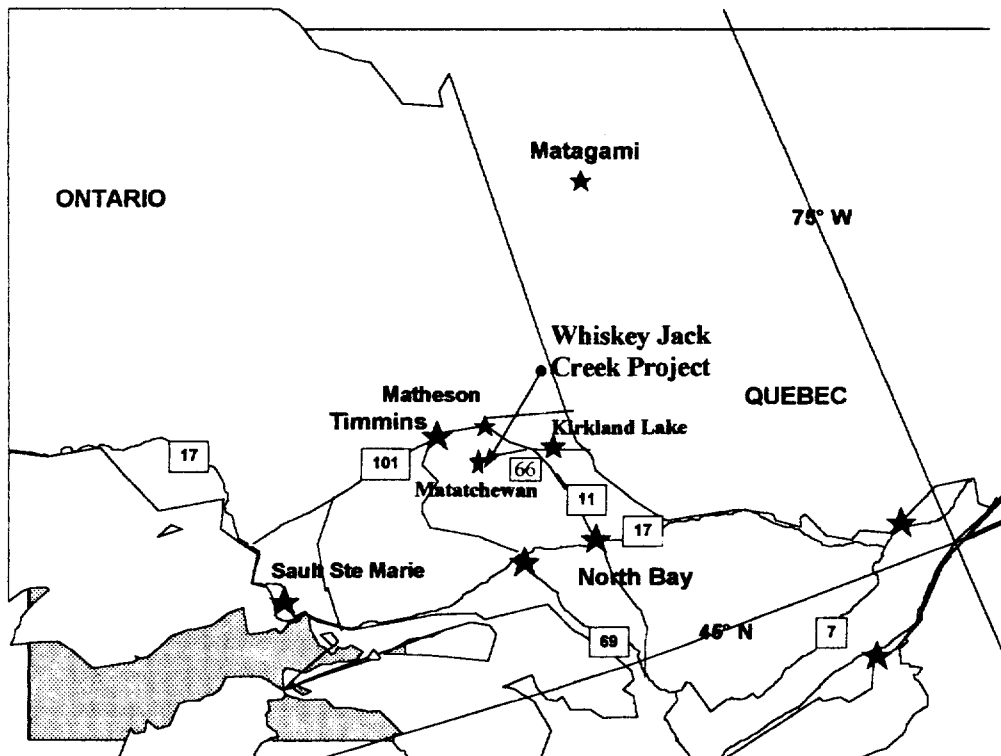 Matagami
ONTARIO
75° W
Whiskey Jack
Creek Project
Matheson
QUEBEC
Timmins
Kirkland Lake
17
101
66
Matatchewan
11
17
Sault Ste Marie
North Bay
45° N
7
69